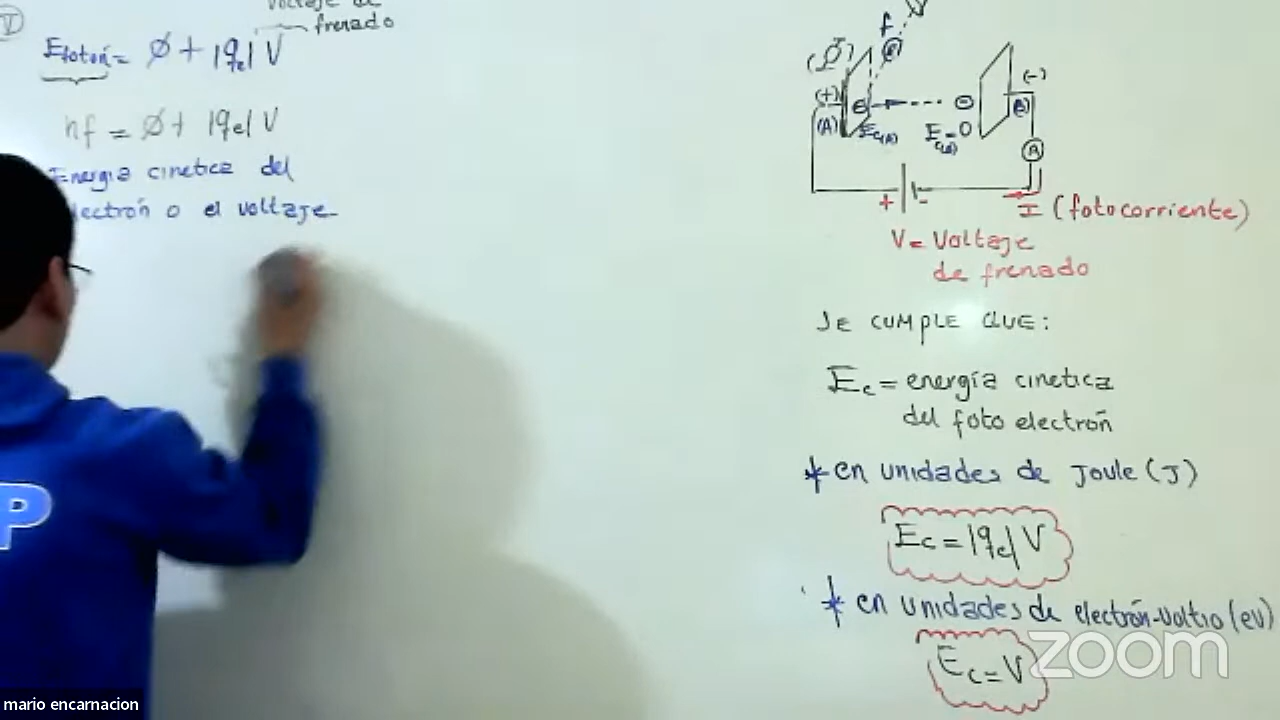 frenado
Efotón = Ø + |qe| V
hf = Ø + |qe| V
Energia cinetica del
electrón o el voltaje
P
f
(Φ)
(+)
(A)
Ec(A)
Ec(B)=0
(-)
(B)
A
+ -
I (fotocorriente)
V= Voltaje
de frenado
SE CUMPLE QUE:
Ec = energía cinetica
del foto electrón
* en unidades de Joule (J)
Ec = |qe| V
* en unidades de electrón-voltio (eV)
Ec = V
zoom
mario encarnacion